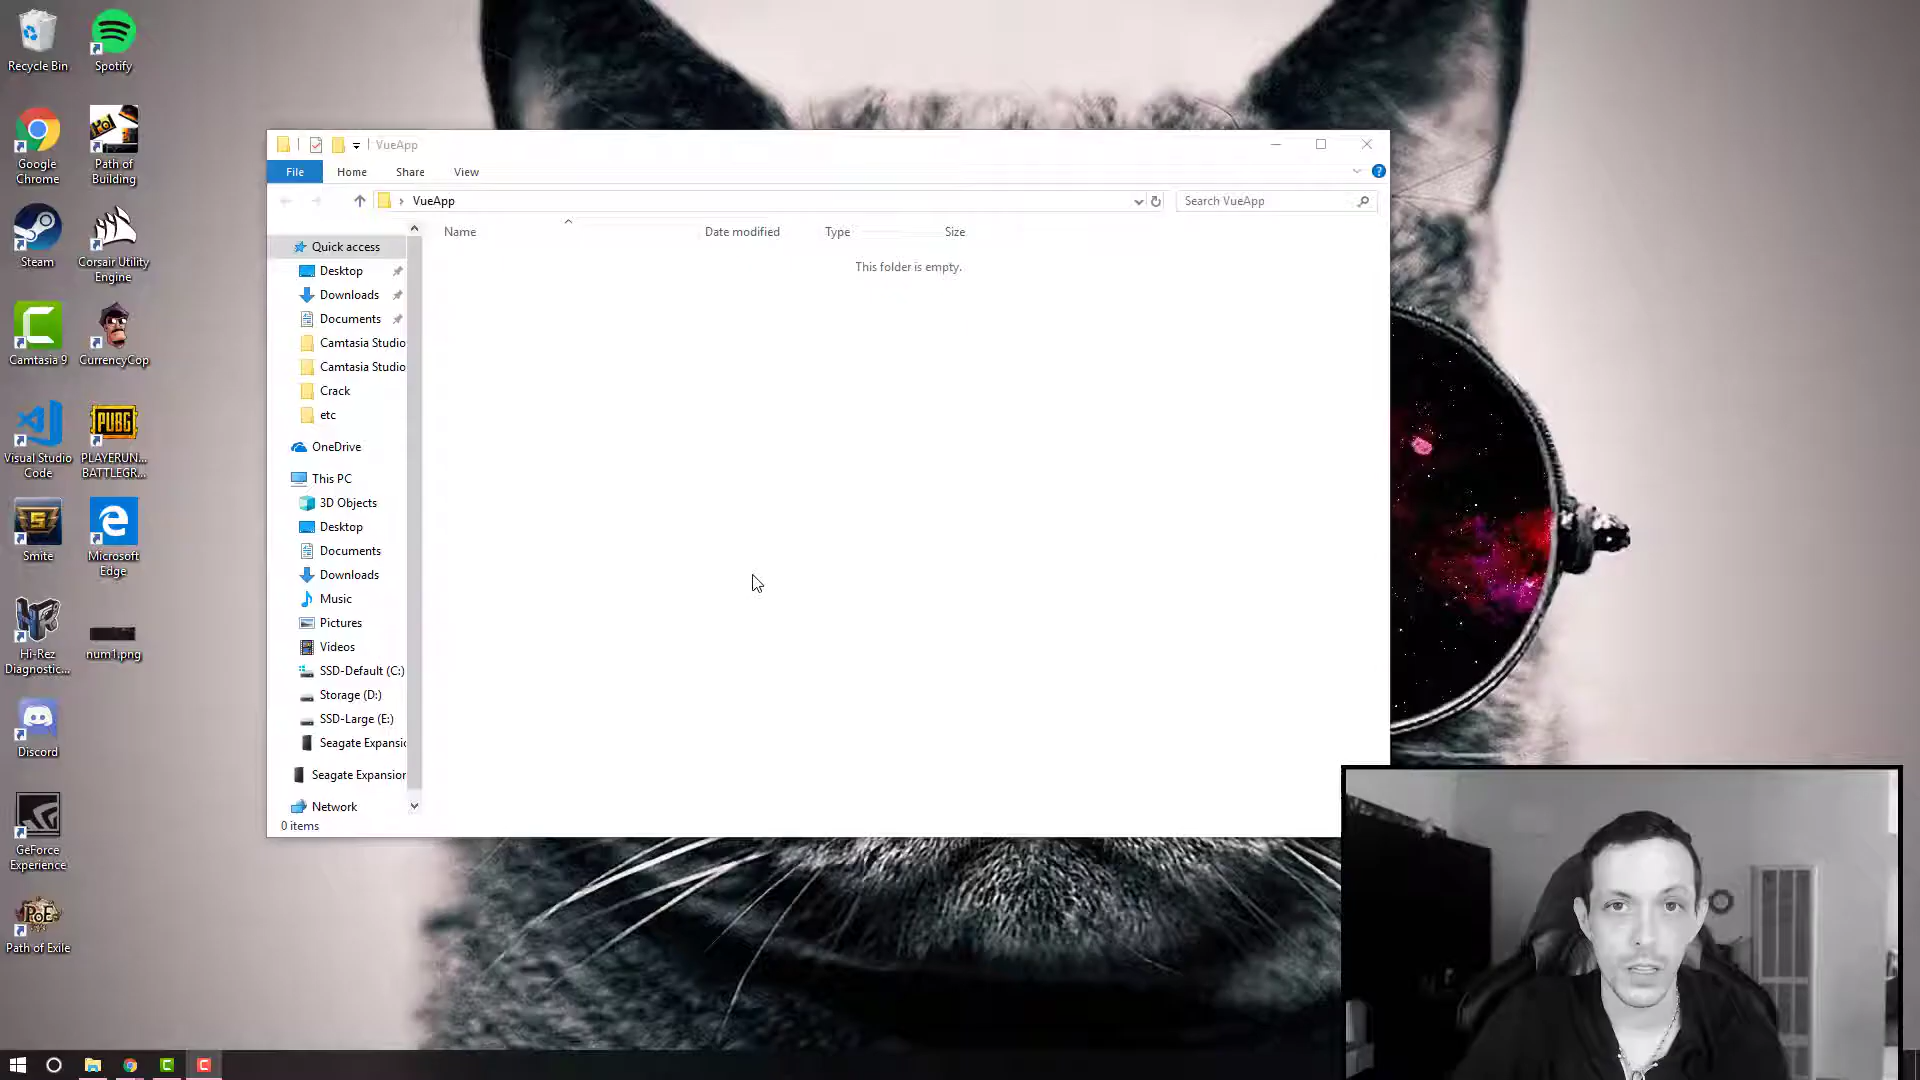 Recycle Bin
Spotify
Google
Chrome
Path of
Building
Steam
Corsair Utility
Engine
Camtasia 9
CurrencyCop
Visual Studio
Code
PLAYERUN...
BATTLEGR...
Smite
Microsoft
Edge
Hi-Rez
Diagnostic...
num1.png
Discord
GeForce
Experience
Path of Exile
VueApp
File
Home
Share
View
VueApp
Search VueApp
Name
Date modified
Type
Size
This folder is empty.
Quick access
Desktop
Downloads
Documents
Camtasia Studio
Camtasia Studio
Crack
etc
OneDrive
This PC
3D Objects
Desktop
Documents
Downloads
Music
Pictures
Videos
SSD-Default (C:)
Storage (D:)
SSD-Large (E:)
Seagate Expansic
Seagate Expansion
Network
0 items
PUBG